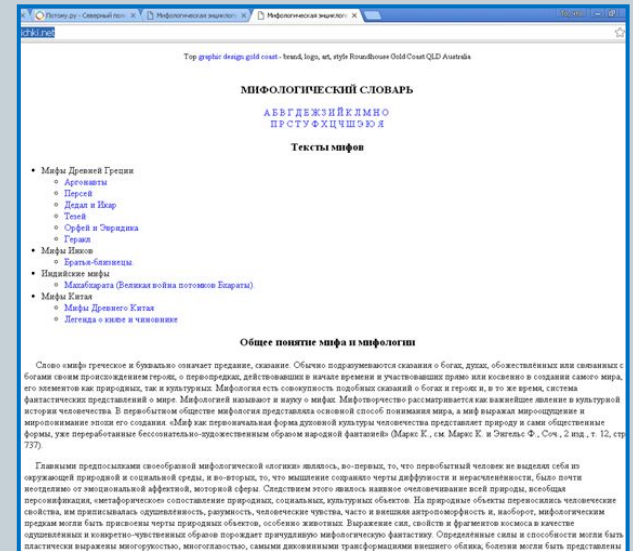 Потому.ру - Северный пол
Мифологическая энциклоп
Мифологическая энциклоп
ichki.net
Top graphic design gold coast - brand, logo, art, style Roundhouse Gold Coast QLD Australia
МИФОЛОГИЧЕСКИЙ СЛОВАРЬ
А Б В Г Д Е Ж З И Й К Л М Н О
П Р С Т У Ф Х Ц Ч Ш Э Ю Я
Тексты мифов
Мифы Древней Греции
Аргонавты
Персей
Дедал и Икар
Тезей
Орфей и Эвридика
Геракл
Мифы Инков
Братья-близнецы.
Индийские мифы
Махабхарата (Великая война потомков Бхараты).
Мифы Китая
Мифы Древнего Китая
Легенда о князе и чиновнике
Общее понятие мифа и мифологии
Слово «миф» греческое и буквально означает предание, сказание. Обычно подразумеваются сказания о богах, духах, обожествлённых или связанных с
богами своим происхождением героях, о первопредках, действовавших в начале времени и участвовавших прямо или косвенно в создании самого мира,
его элементов как природных, так и культурных. Мифология есть совокупность подобных сказаний о богах и героях и, в то же время, система
фантастических представлений о мире. Мифологией называют и науку о мифах. Мифотворчество рассматривается как важнейшее явление в культурной
истории человечества. В первобытном обществе мифология представляла основной способ понимания мира, а миф выражал мироощущение и
миропонимание эпохи его создания. «Миф как первоначальная форма духовной культуры человечества представляет природу и сами общественные
формы, уже переработанные бессознательно-художественным образом народной фантазией» (Маркс К., см. Маркс К. и Энгельс Ф., Соч., 2 изд., т. 12, стр
737).
Главными предпосылками своеобразной мифологической «логики» являлось, во-первых, то, что первобытный человек не выделял себя из
окружающей природной и социальной среды, и во-вторых, то, что мышление сохраняло черты диффузности и нерасчленённости, было почти
неотделимо от эмоциональной аффектной, моторной сферы. Следствием этого явилось наивное очеловечивание всей природы, всеобщая
персонификация, «метафорическое» сопоставление природных, социальных, культурных объектов. На природные объекты переносились человеческие
свойства, им приписывалась одушевлённость, разумность, человеческие чувства, часто и внешняя антропоморфность и, наоборот, мифологическим
предкам могли быть присвоены черты природных объектов, особенно животных. Выражение сил, свойств и фрагментов космоса в качестве
одушевлённых и конкретно-чувственных образов порождает причудливую мифологическую фантастику. Определённые силы и способности могли быть
пластически выражены многорукостью, многоглазостью, самыми диковинными трансформациями внешнего облика, болезни могли быть представлены